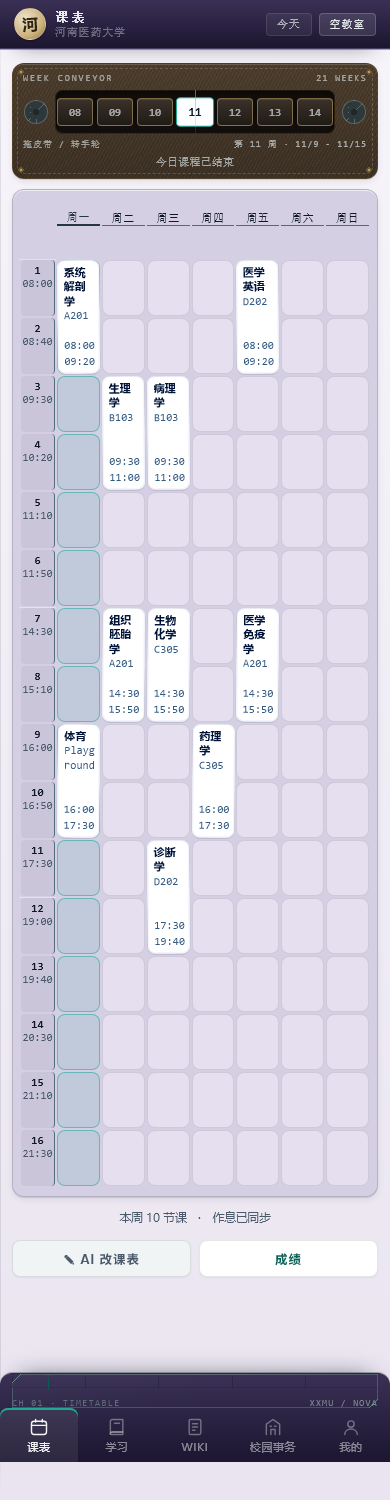 河
课表
河南医药大学
今天
空教室
WEEK CONVEYOR
21 WEEKS
08 09 10 11 12 13 14
拖皮带 / 转手轮
第 11 周 · 11/9 - 11/15
今日课程已结束
周一 周二 周三 周四 周五 周六 周日
1
08:00
系统
解剖
学
A201
08:00
09:20
医学
英语
D202
08:00
09:20
2
08:40
3
09:30
生理
学
B103
09:30
11:00
病理
学
B103
09:30
11:00
4
10:20
5
11:10
6
11:50
7
14:30
组织
胚胎
学
A201
14:30
15:50
生物
化学
C305
14:30
15:50
医学
免疫
学
A201
14:30
15:50
8
15:10
9
16:00
体育
Playg
round
16:00
17:30
药理
学
C305
16:00
17:30
10
16:50
11
17:30
诊断
学
D202
17:30
19:40
12
19:00
13
19:40
14
20:30
15
21:10
16
21:30
本周 10 节课 · 作息已同步
AI 改课表
成绩
CH 01 · TIMETABLE
XXMU / NOVA
课表
学习
WIKI
校园事务
我的